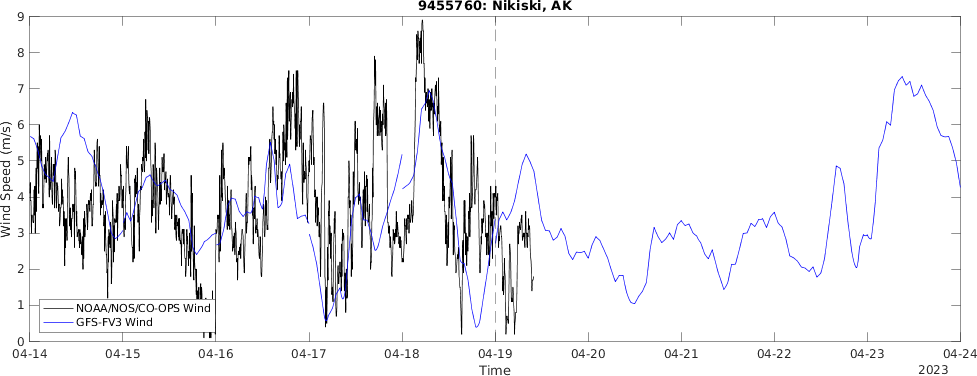 9455760: Nikiski, AK
Wind Speed (m/s)
9
8
7
6
5
4
3
2
1
0
NOAA/NOS/CO-OPS Wind
GFS-FV3 Wind
04-14 04-15 04-16 04-17 04-18 04-19 04-20 04-21 04-22 04-23 04-24
Time
2023